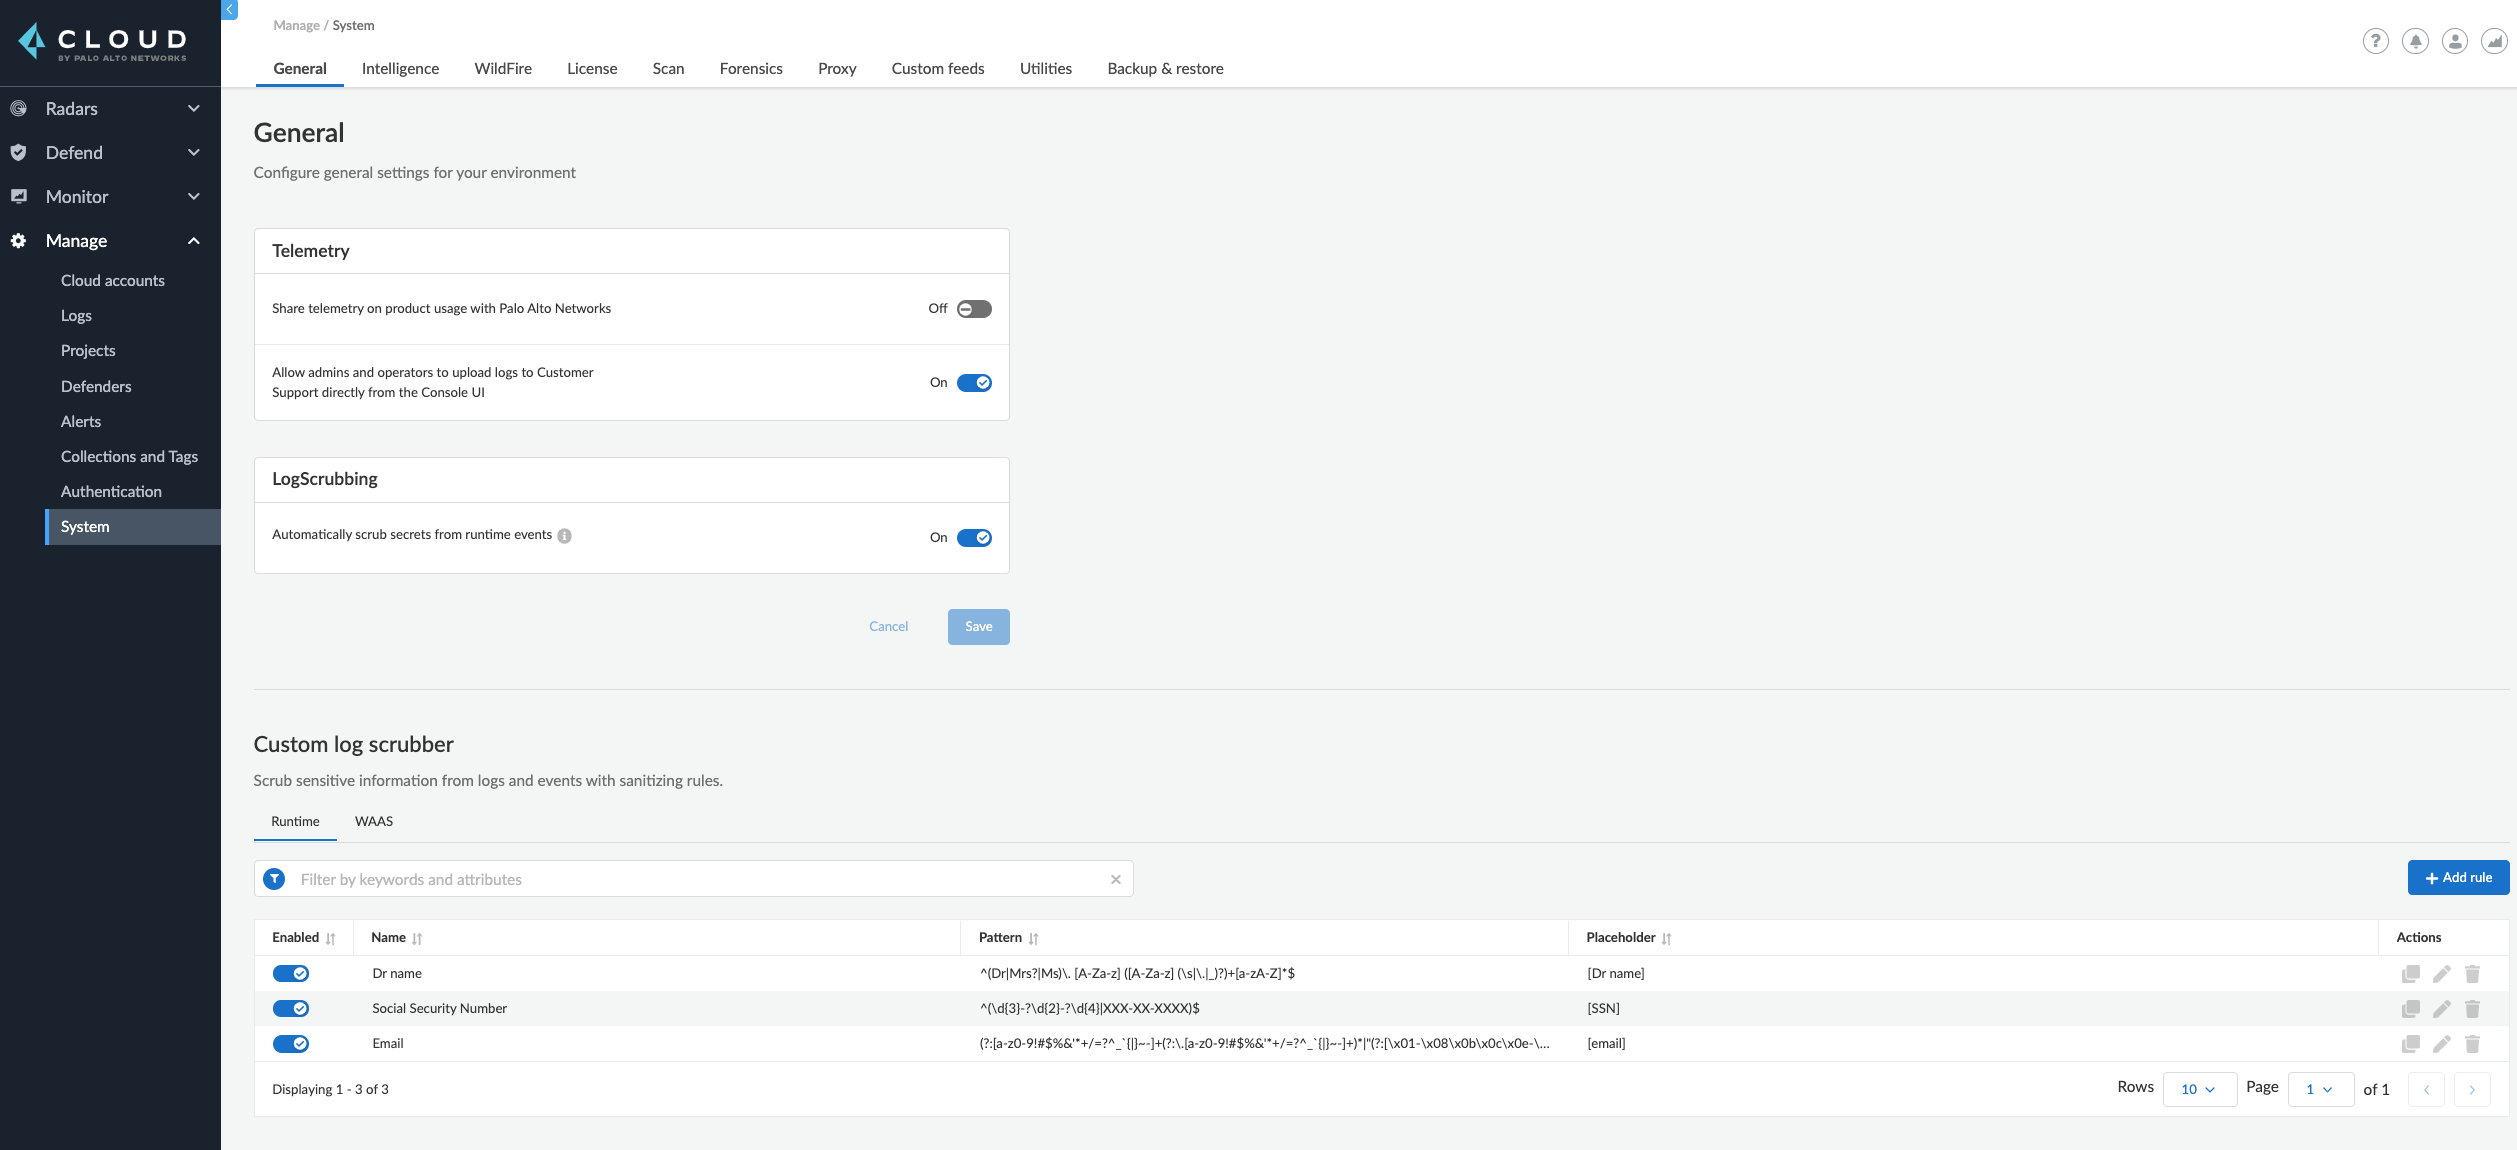 CLOUD
BY PALO ALTO NETWORKS
Radars
Defend
Monitor
Manage
Cloud accounts
Logs
Projects
Defenders
Alerts
Collections and Tags
Authentication
System
Manage / System
General Intelligence WildFire License Scan Forensics Proxy Custom feeds Utilities Backup & restore
General
Configure general settings for your environment
Telemetry
Share telemetry on product usage with Palo Alto Networks Off
Allow admins and operators to upload logs to Customer
Support directly from the Console UI
On
LogScrubbing
Automatically scrub secrets from runtime events On
Cancel Save
Custom log scrubber
Scrub sensitive information from logs and events with sanitizing rules.
Runtime WAAS
Filter by keywords and attributes
+ Add rule
Enabled Name Pattern Placeholder Actions
Dr name ^(Dr|Mrs?|Ms)\. [A-Za-z] ([A-Za-z] (\s|\.|_)?)+[a-zA-Z]*$ [Dr name]
Social Security Number ^(\d{3}-?\d{2}-?\d{4}|XXX-XX-XXXX)$ [SSN]
Email (?:[a-z0-9!#$%&'*+/=?^_`{|}~-]+(?:\.[a-z0-9!#$%&'*+/=?^_`{|}~-]+)*|"(?:[\x01-\x08\x0b\x0c\x0e-\... [email]
Displaying 1 - 3 of 3
Rows 10 Page 1 of 1